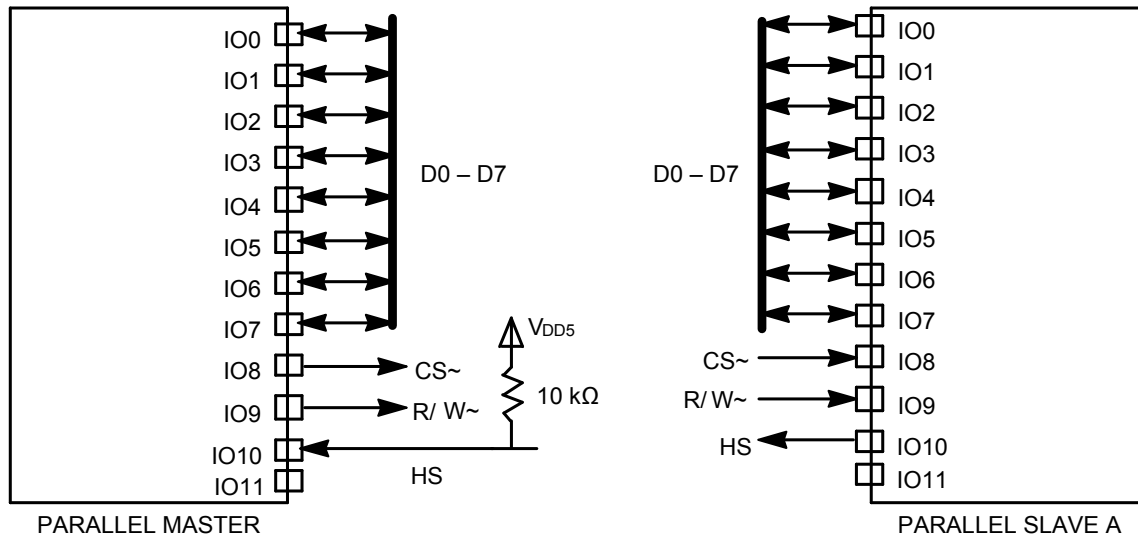 IO0
IO1
IO2
IO3
IO4
IO5
IO6
IO7
IO8
IO9
IO10
IO11
D0 – D7
CS~
R/ W~
HS
VDD5
10 kΩ
PARALLEL MASTER
D0 – D7
CS~
R/ W~
HS
IO0
IO1
IO2
IO3
IO4
IO5
IO6
IO7
IO8
IO9
IO10
IO11
PARALLEL SLAVE A